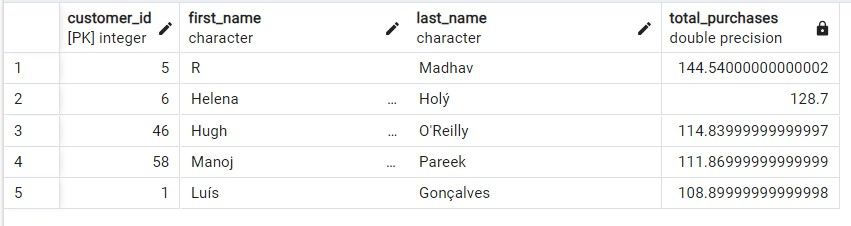 customer_id first_name last_name total_purchases
[PK] integer character character double precision
1 5 R Madhav 144.54000000000002
2 6 Helena ... Holý 128.7
3 46 Hugh ... O'Reilly 114.83999999999997
4 58 Manoj ... Pareek 111.86999999999999
5 1 Luís Gonçalves 108.89999999999998